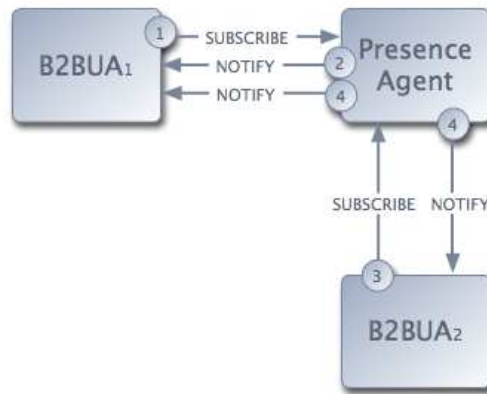 1
SUBSCRIBE
B2BUA1
2
NOTIFY
4
NOTIFY
Presence
Agent
4
SUBSCRIBE
NOTIFY
3
B2BUA2